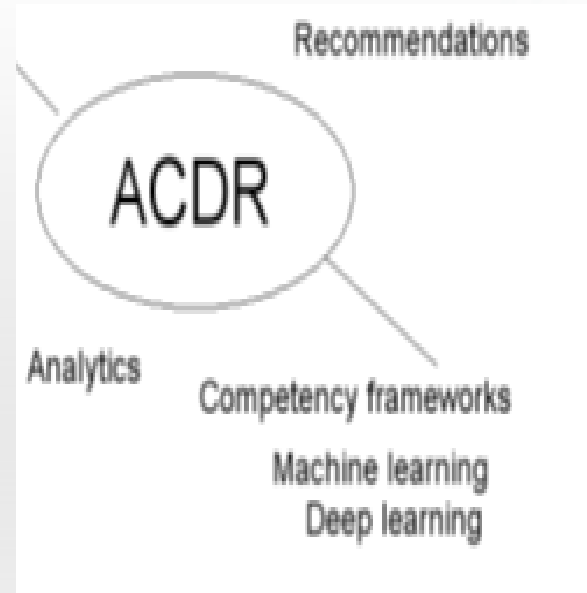 Recommendations
ACDR
Analytics
Competency frameworks
Machine learning
Deep learning